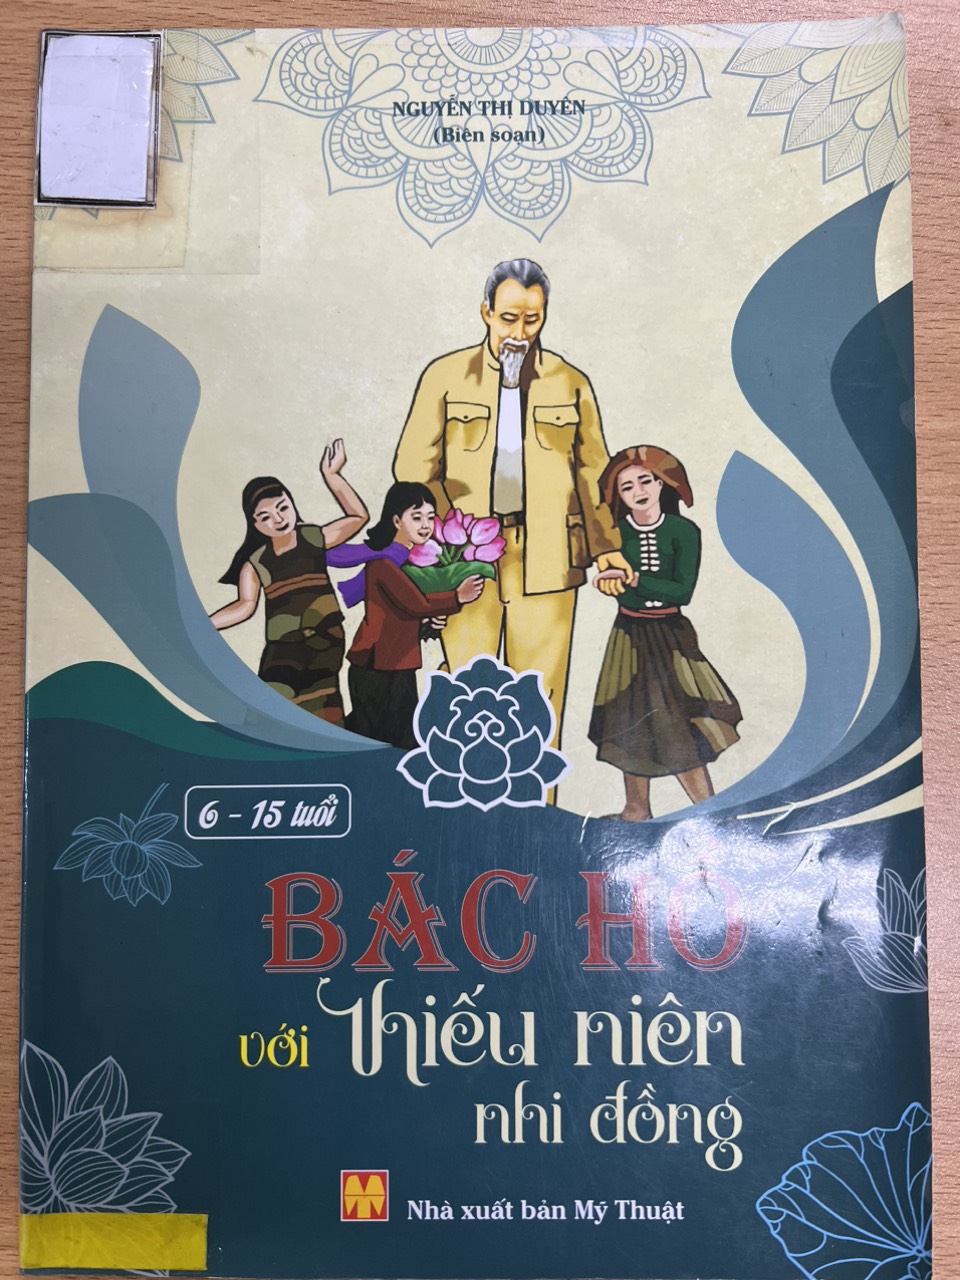 NGUYỄN THỊ DUYÊN
(Biên soạn)
6 - 15 tuổi
BÁC HỒ
với thiếu niên
nhi đồng
Nhà xuất bản Mỹ Thuật